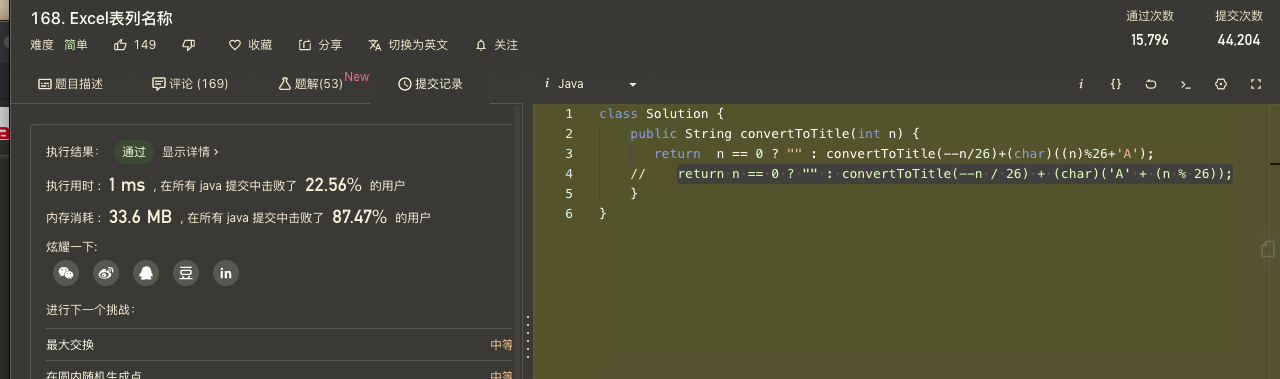 168. Excel表列名称
难度 简单 149 收藏 分享 切换为英文 关注
通过次数 提交次数
15,796 44,204
题目描述 评论 (169) 题解(53) New 提交记录
执行结果： 通过 显示详情 ›
执行用时 : 1 ms , 在所有 java 提交中击败了 22.56% 的用户
内存消耗 : 33.6 MB , 在所有 java 提交中击败了 87.47% 的用户
炫耀一下:
豆 in
进行下一个挑战:
最大交换 中等
在圆内随机生成点 中等
i Java
i {} >_
1 class Solution {
2 public String convertToTitle(int n) {
3 return n == 0 ? "" : convertToTitle(--n/26)+(char)((n)%26+'A');
4 // return n == 0 ? "" : convertToTitle(--n / 26) + (char)('A' + (n % 26));
5 }
6 }